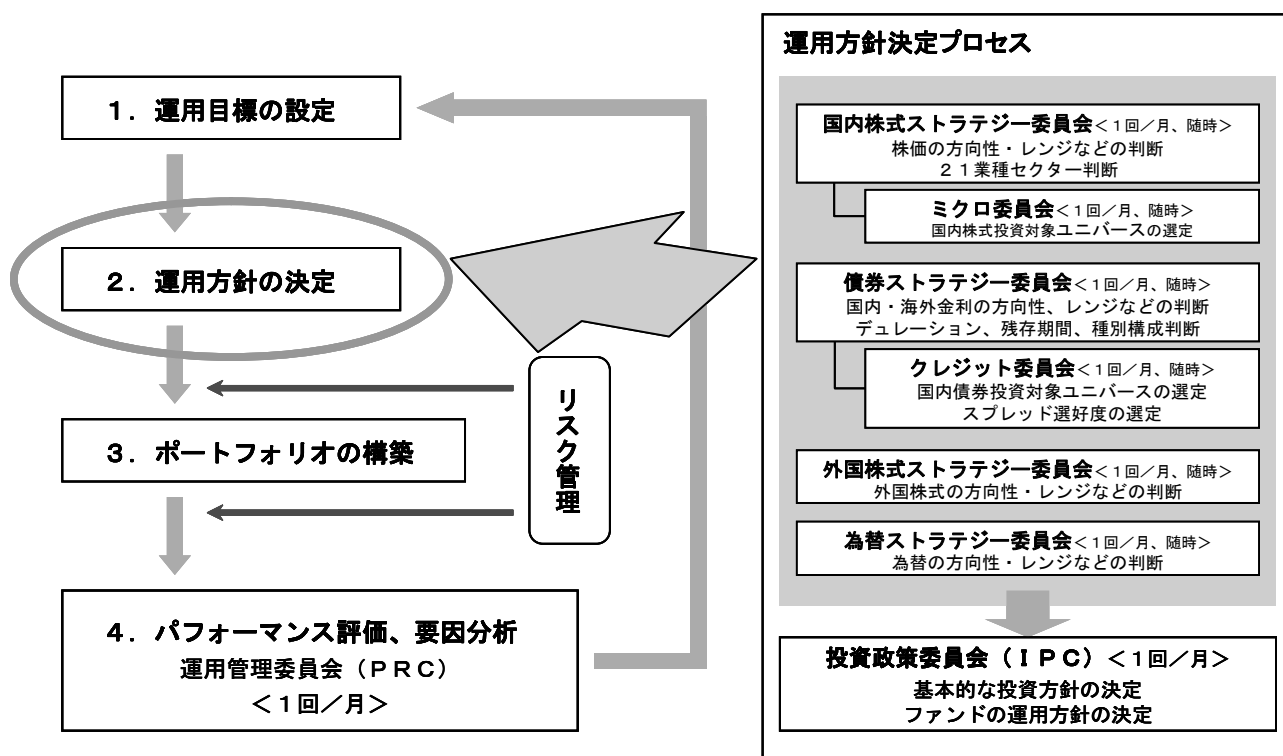 １．運用目標の設定
２．運用方針の決定
３．ポートフォリオの構築
４．パフォーマンス評価、要因分析
運用管理委員会（ＰＲＣ）
＜１回／月＞
リスク管理
運用方針決定プロセス
国内株式ストラテジー委員会＜１回／月、随時＞
株価の方向性・レンジなどの判断
２１業種セクター判断
ミクロ委員会＜１回／月、随時＞
国内株式投資対象ユニバースの選定
債券ストラテジー委員会＜１回／月、随時＞
国内・海外金利の方向性、レンジなどの判断
デュレーション、残存期間、種別構成判断
クレジット委員会＜１回／月、随時＞
国内債券投資対象ユニバースの選定
スプレッド選好度の選定
外国株式ストラテジー委員会＜１回／月、随時＞
外国株式の方向性・レンジなどの判断
為替ストラテジー委員会＜１回／月、随時＞
為替の方向性・レンジなどの判断
投資政策委員会（ＩＰＣ）＜１回／月＞
基本的な投資方針の決定
ファンドの運用方針の決定